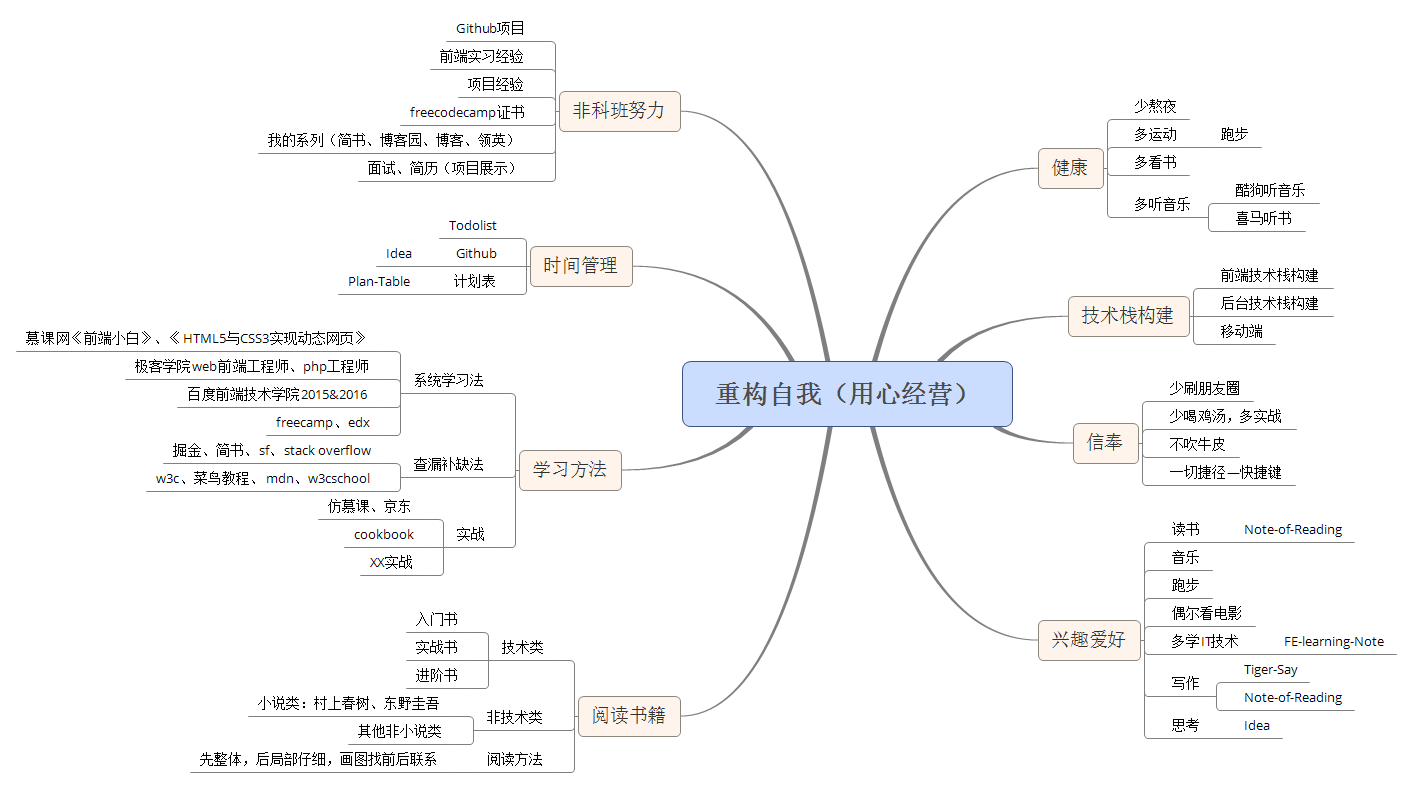 重构自我（用心经营）
健康
少熬夜
多运动
跑步
多看书
多听音乐
酷狗听音乐
喜马听书
技术栈构建
前端技术栈构建
后台技术栈构建
移动端
信奉
少刷朋友圈
少喝鸡汤，多实战
不吹牛皮
一切捷径—快捷键
兴趣爱好
读书
Note-of-Reading
音乐
跑步
偶尔看电影
多学IT技术
FE-learning-Note
写作
Tiger-Say
Note-of-Reading
思考
Idea
非科班努力
Github项目
前端实习经验
项目经验
freecodecamp证书
我的系列（简书、博客园、博客、领英）
面试、简历（项目展示）
时间管理
Todolist
Github
Idea
计划表
Plan-Table
学习方法
系统学习法
慕课网《前端小白》、《 HTML5与CSS3实现动态网页》
极客学院web前端工程师、php工程师
百度前端技术学院2015&2016
freecamp、edx
查漏补缺法
掘金、简书、sf、stack overflow
w3c、菜鸟教程、 mdn、w3cschool
实战
仿慕课、京东
cookbook
XX实战
阅读书籍
技术类
入门书
实战书
进阶书
非技术类
小说类：村上春树、东野圭吾
其他非小说类
阅读方法
先整体，后局部仔细，画图找前后联系